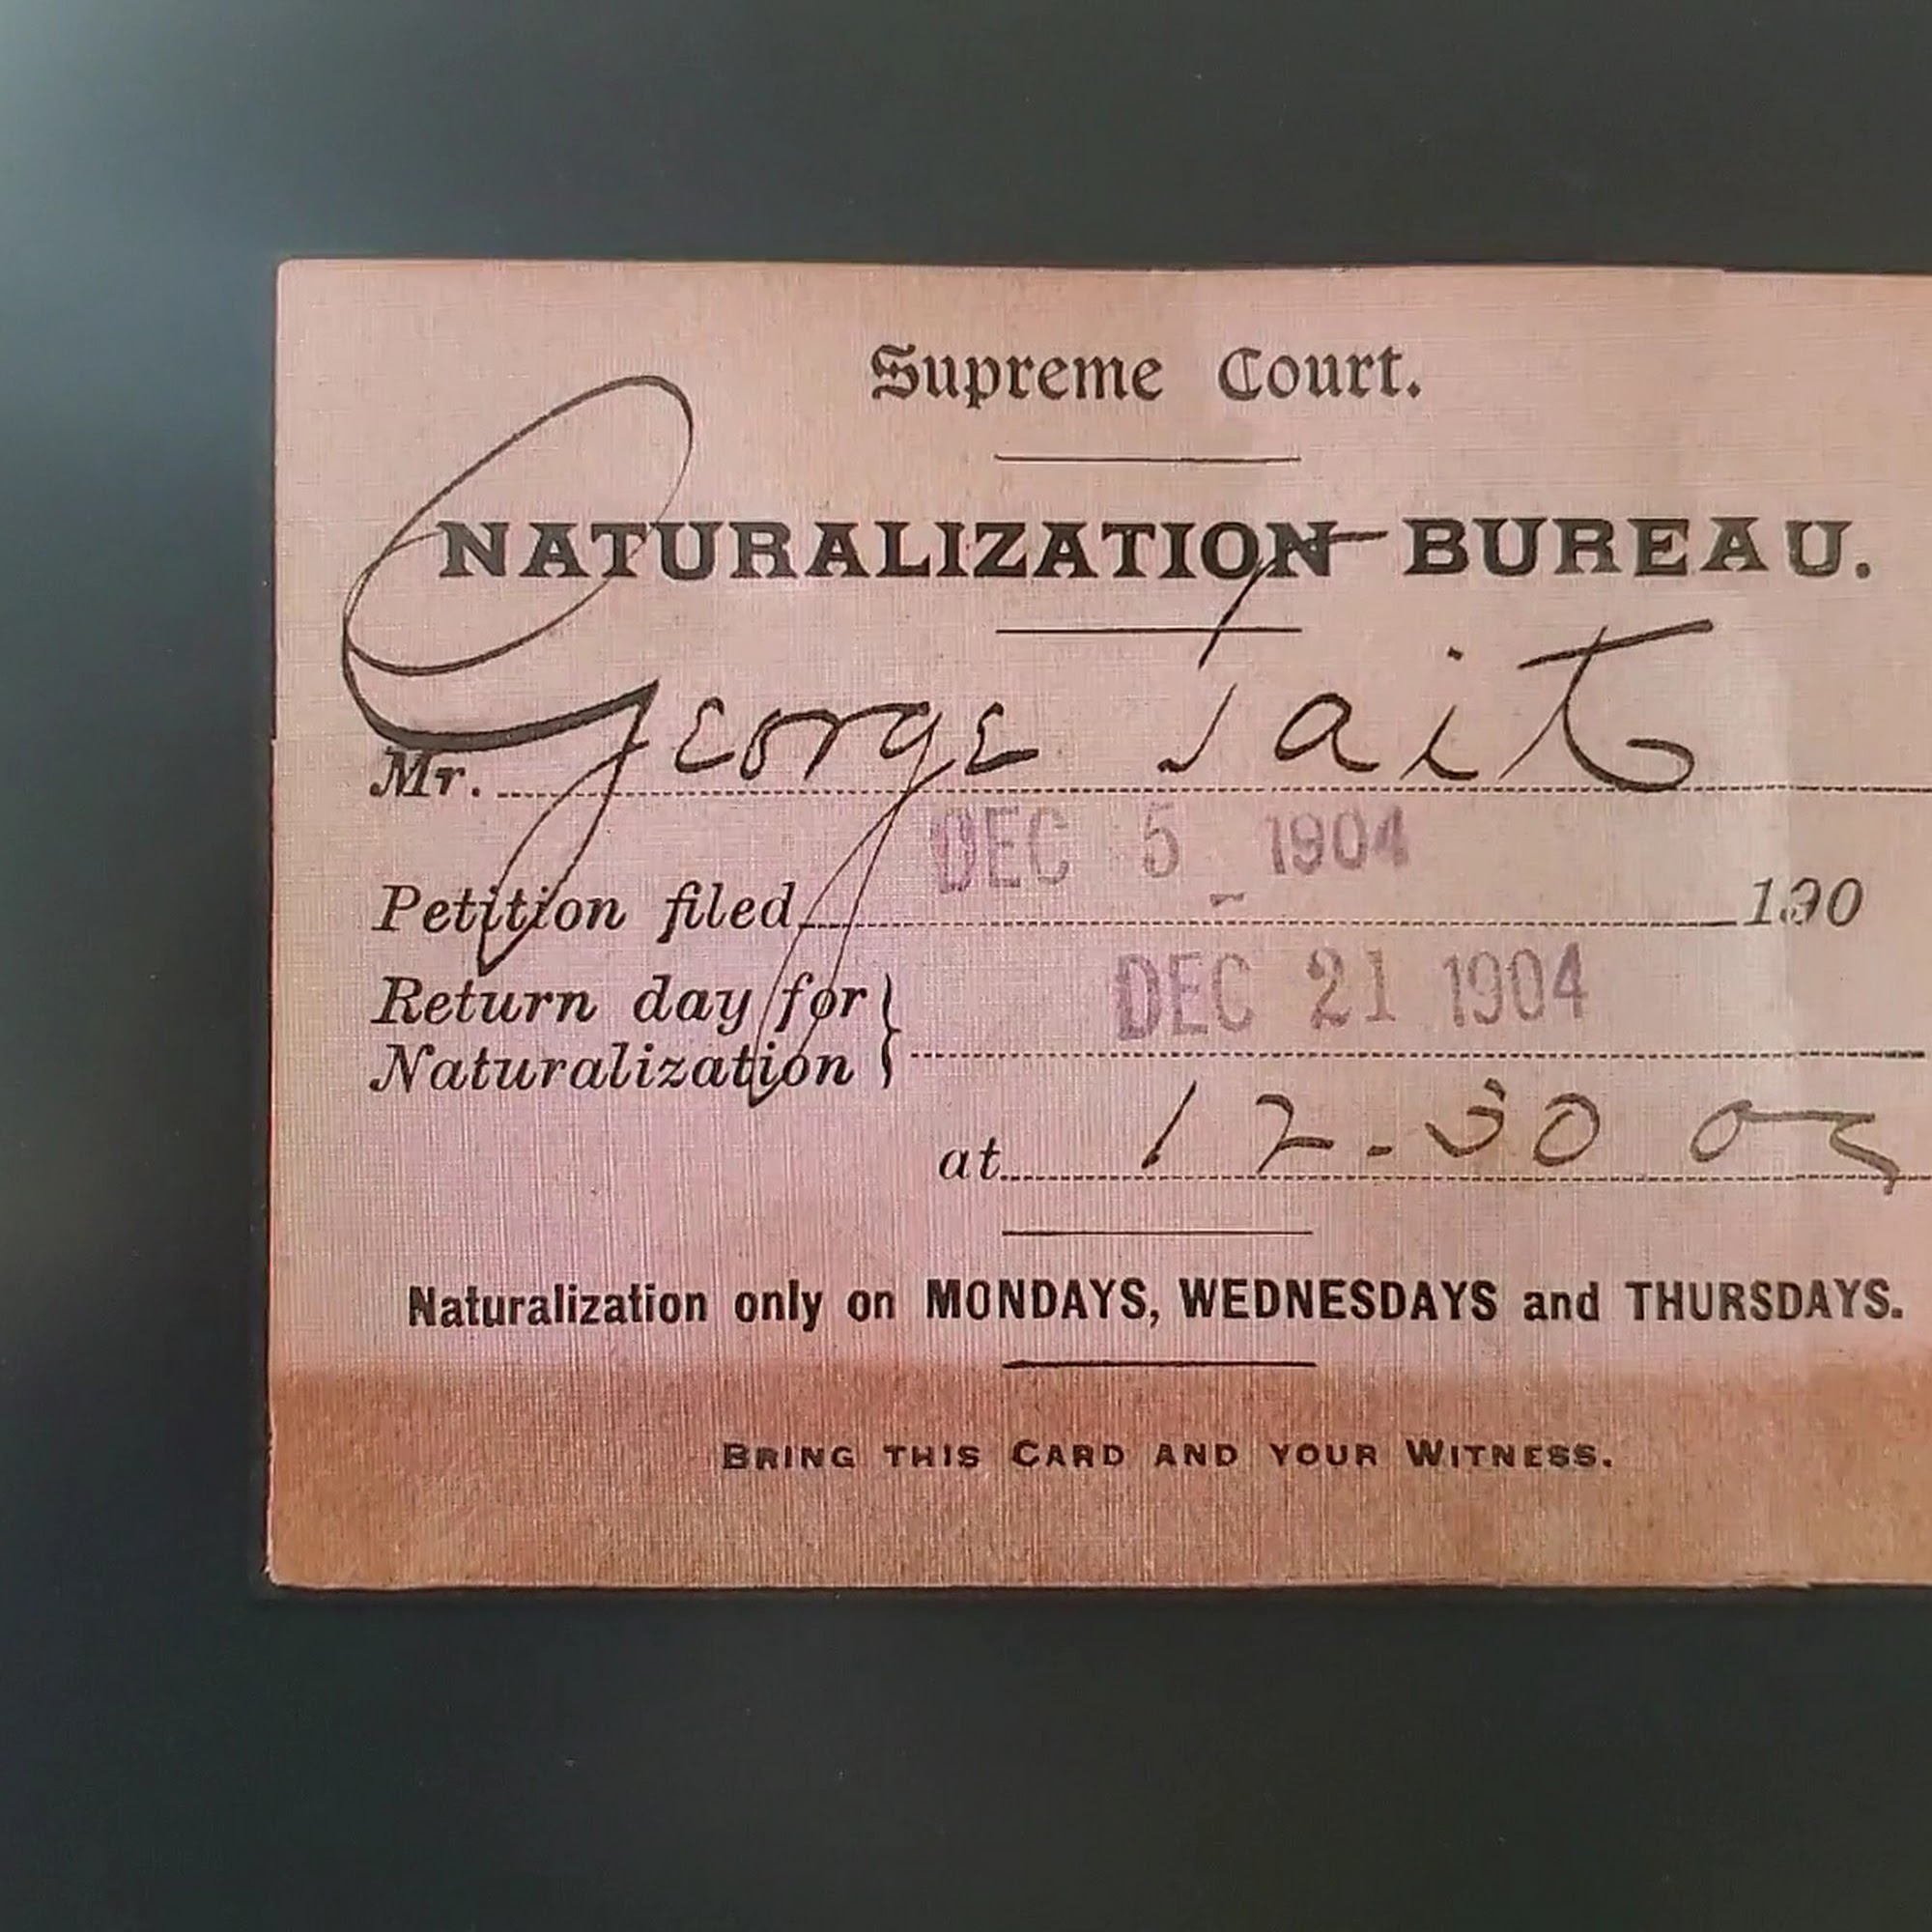 Supreme Court.
NATURALIZATION BUREAU.
Mr. George Tait
DEC 5 1904
Petition filed 190
Return day for
DEC 21 1904
Naturalization
at 12-30
Naturalization only on MONDAYS, WEDNESDAYS and THURSDAYS.
BRING THIS CARD AND YOUR WITNESS.